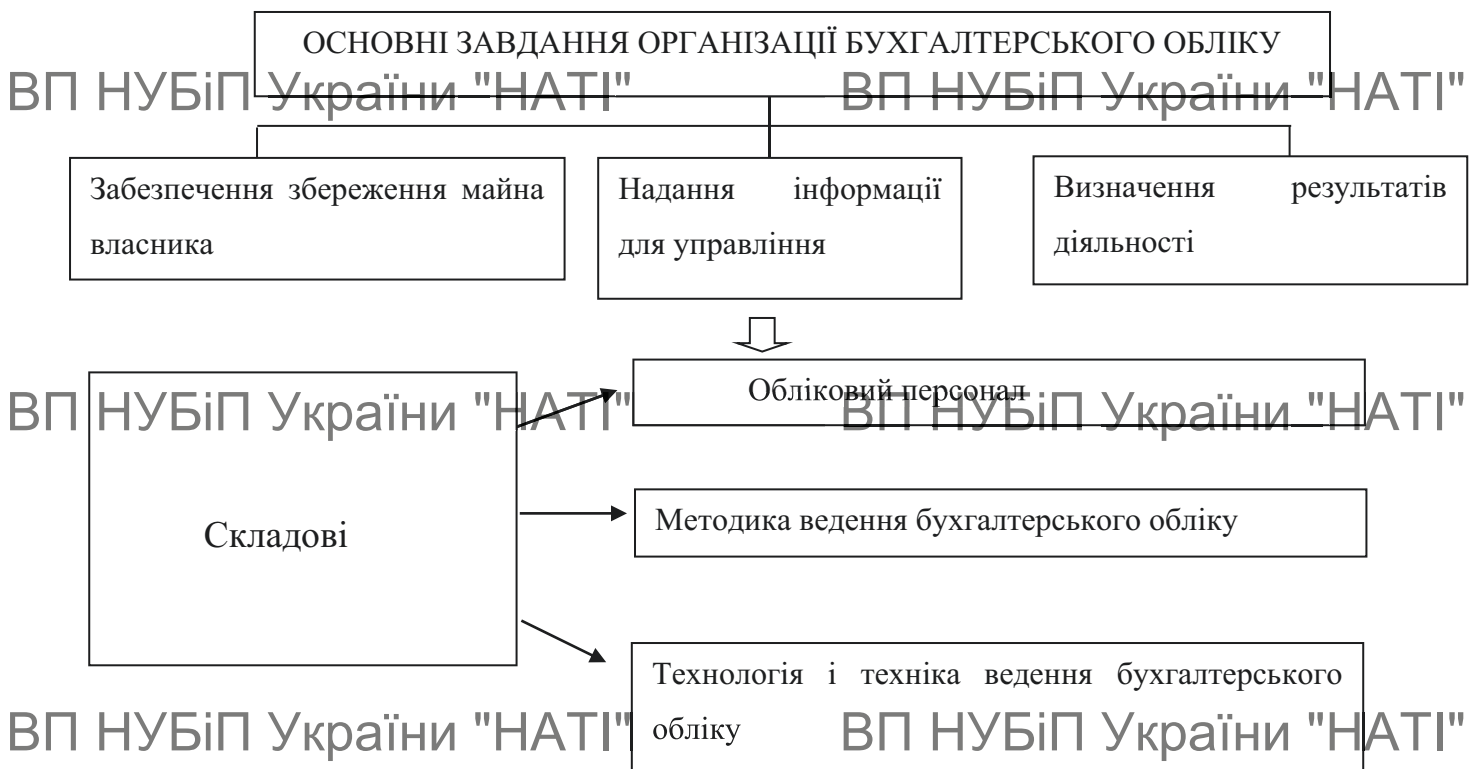 ОСНОВНІ ЗАВДАННЯ ОРГАНІЗАЦІЇ БУХГАЛТЕРСЬКОГО ОБЛІКУ
ВП НУБіП України "НАТІ" ВП НУБіП України "НАТІ"
Забезпечення збереження майна
власника
Надання інформації
для управління
Визначення результатів
діяльності
Обліковий персонал
ВП НУБіП України "НАТІ" ВП НУБіП України "НАТІ"
Складові
Методика ведення бухгалтерського обліку
Технологія і техніка ведення бухгалтерського
обліку
ВП НУБіП України "НАТІ" ВП НУБіП України "НАТІ"